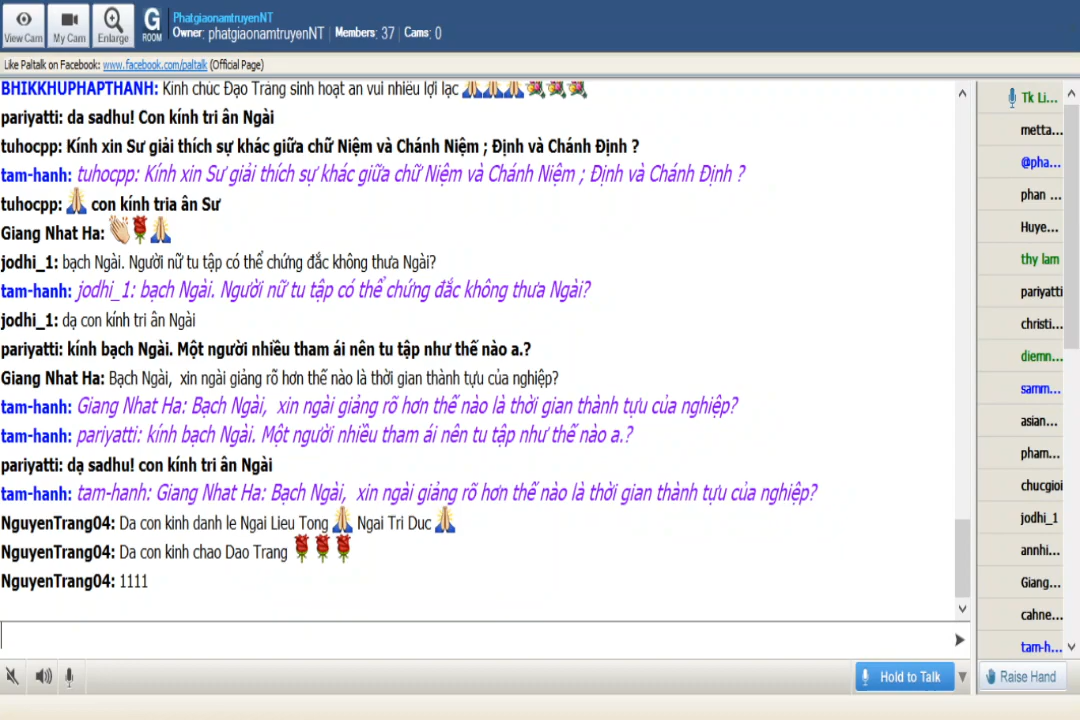 View Cam
My Cam
Enlarge
G
ROOM
PhatgiaonamtruyenNT
Owner: phatgiaonamtruyenNT | Members: 37 | Cams: 0
Like Paltalk on Facebook: www.facebook.com/paltalk (Official Page)
BHIKKHUPHAPTHANH: Kính chúc Đạo Tràng sinh hoạt an vui nhiều lợi lạc
pariyatti: da sadhu! Con kính tri ân Ngài
tuhocpp: Kính xin Sư giải thích sự khác giữa chữ Niệm và Chánh Niệm ; Định và Chánh Định ?
tam-hanh: tuhocpp: Kính xin Sư giải thích sự khác giữa chữ Niệm và Chánh Niệm ; Định và Chánh Định ?
tuhocpp: con kính tria ân Sư
Giang Nhat Ha:
jodhi_1: bạch Ngài. Người nữ tu tập có thể chứng đắc không thưa Ngài?
tam-hanh: jodhi_1: bạch Ngài. Người nữ tu tập có thể chứng đắc không thưa Ngài?
jodhi_1: dạ con kính tri ân Ngài
pariyatti: kính bạch Ngài. Một người nhiều tham ái nên tu tập như thế nào a.?
Giang Nhat Ha: Bạch Ngài, xin ngài giảng rõ hơn thế nào là thời gian thành tựu của nghiệp?
tam-hanh: Giang Nhat Ha: Bạch Ngài, xin ngài giảng rõ hơn thế nào là thời gian thành tựu của nghiệp?
tam-hanh: pariyatti: kính bạch Ngài. Một người nhiều tham ái nên tu tập như thế nào a.?
pariyatti: dạ sadhu! con kính tri ân Ngài
tam-hanh: tam-hanh: Giang Nhat Ha: Bạch Ngài, xin ngài giảng rõ hơn thế nào là thời gian thành tựu của nghiệp?
NguyenTrang04: Da con kinh danh le Ngai Lieu Tong Ngai Tri Duc
NguyenTrang04: Da con kinh chao Dao Trang
NguyenTrang04: 1111
Tk Li...
metta...
@pha...
phan ...
Huye...
thy lam
pariyatti
christi...
diemn...
samm...
asian...
pham...
chucgioi
jodhi_1
annhi...
Giang...
cahne...
tam-h...
Hold to Talk
Raise Hand